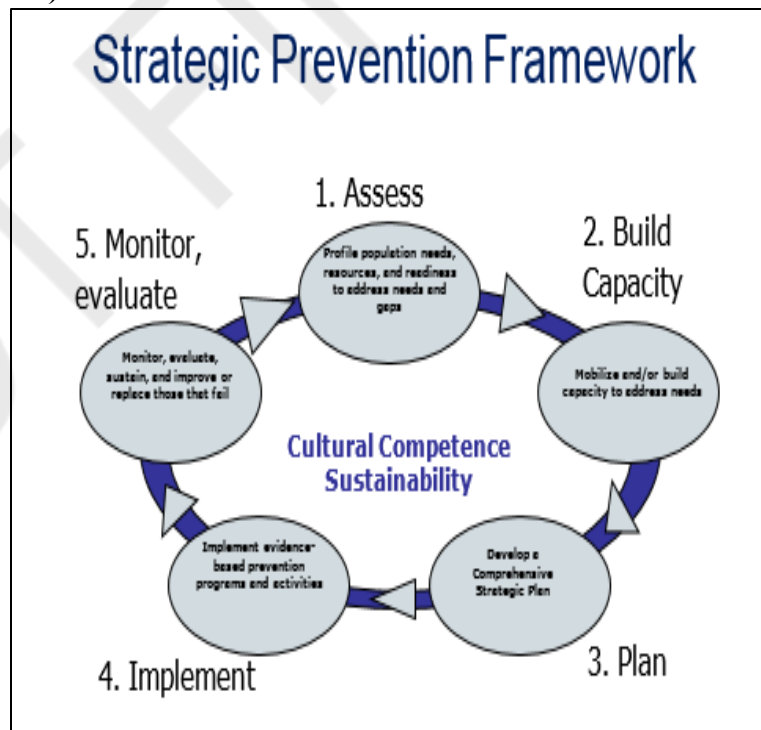 Strategic Prevention Framework
1. Assess
Profile population needs,
resources, and readiness
to address needs and
gaps
2. Build
Capacity
Mobilize and/or build
capacity to address needs
3. Plan
Develop a
Comprehensive
Strategic Plan
4. Implement
Implement evidence-
based prevention
programs and activities
5. Monitor,
evaluate
Monitor, evaluate,
sustain, and improve or
replace those that fail
Cultural Competence
Sustainability